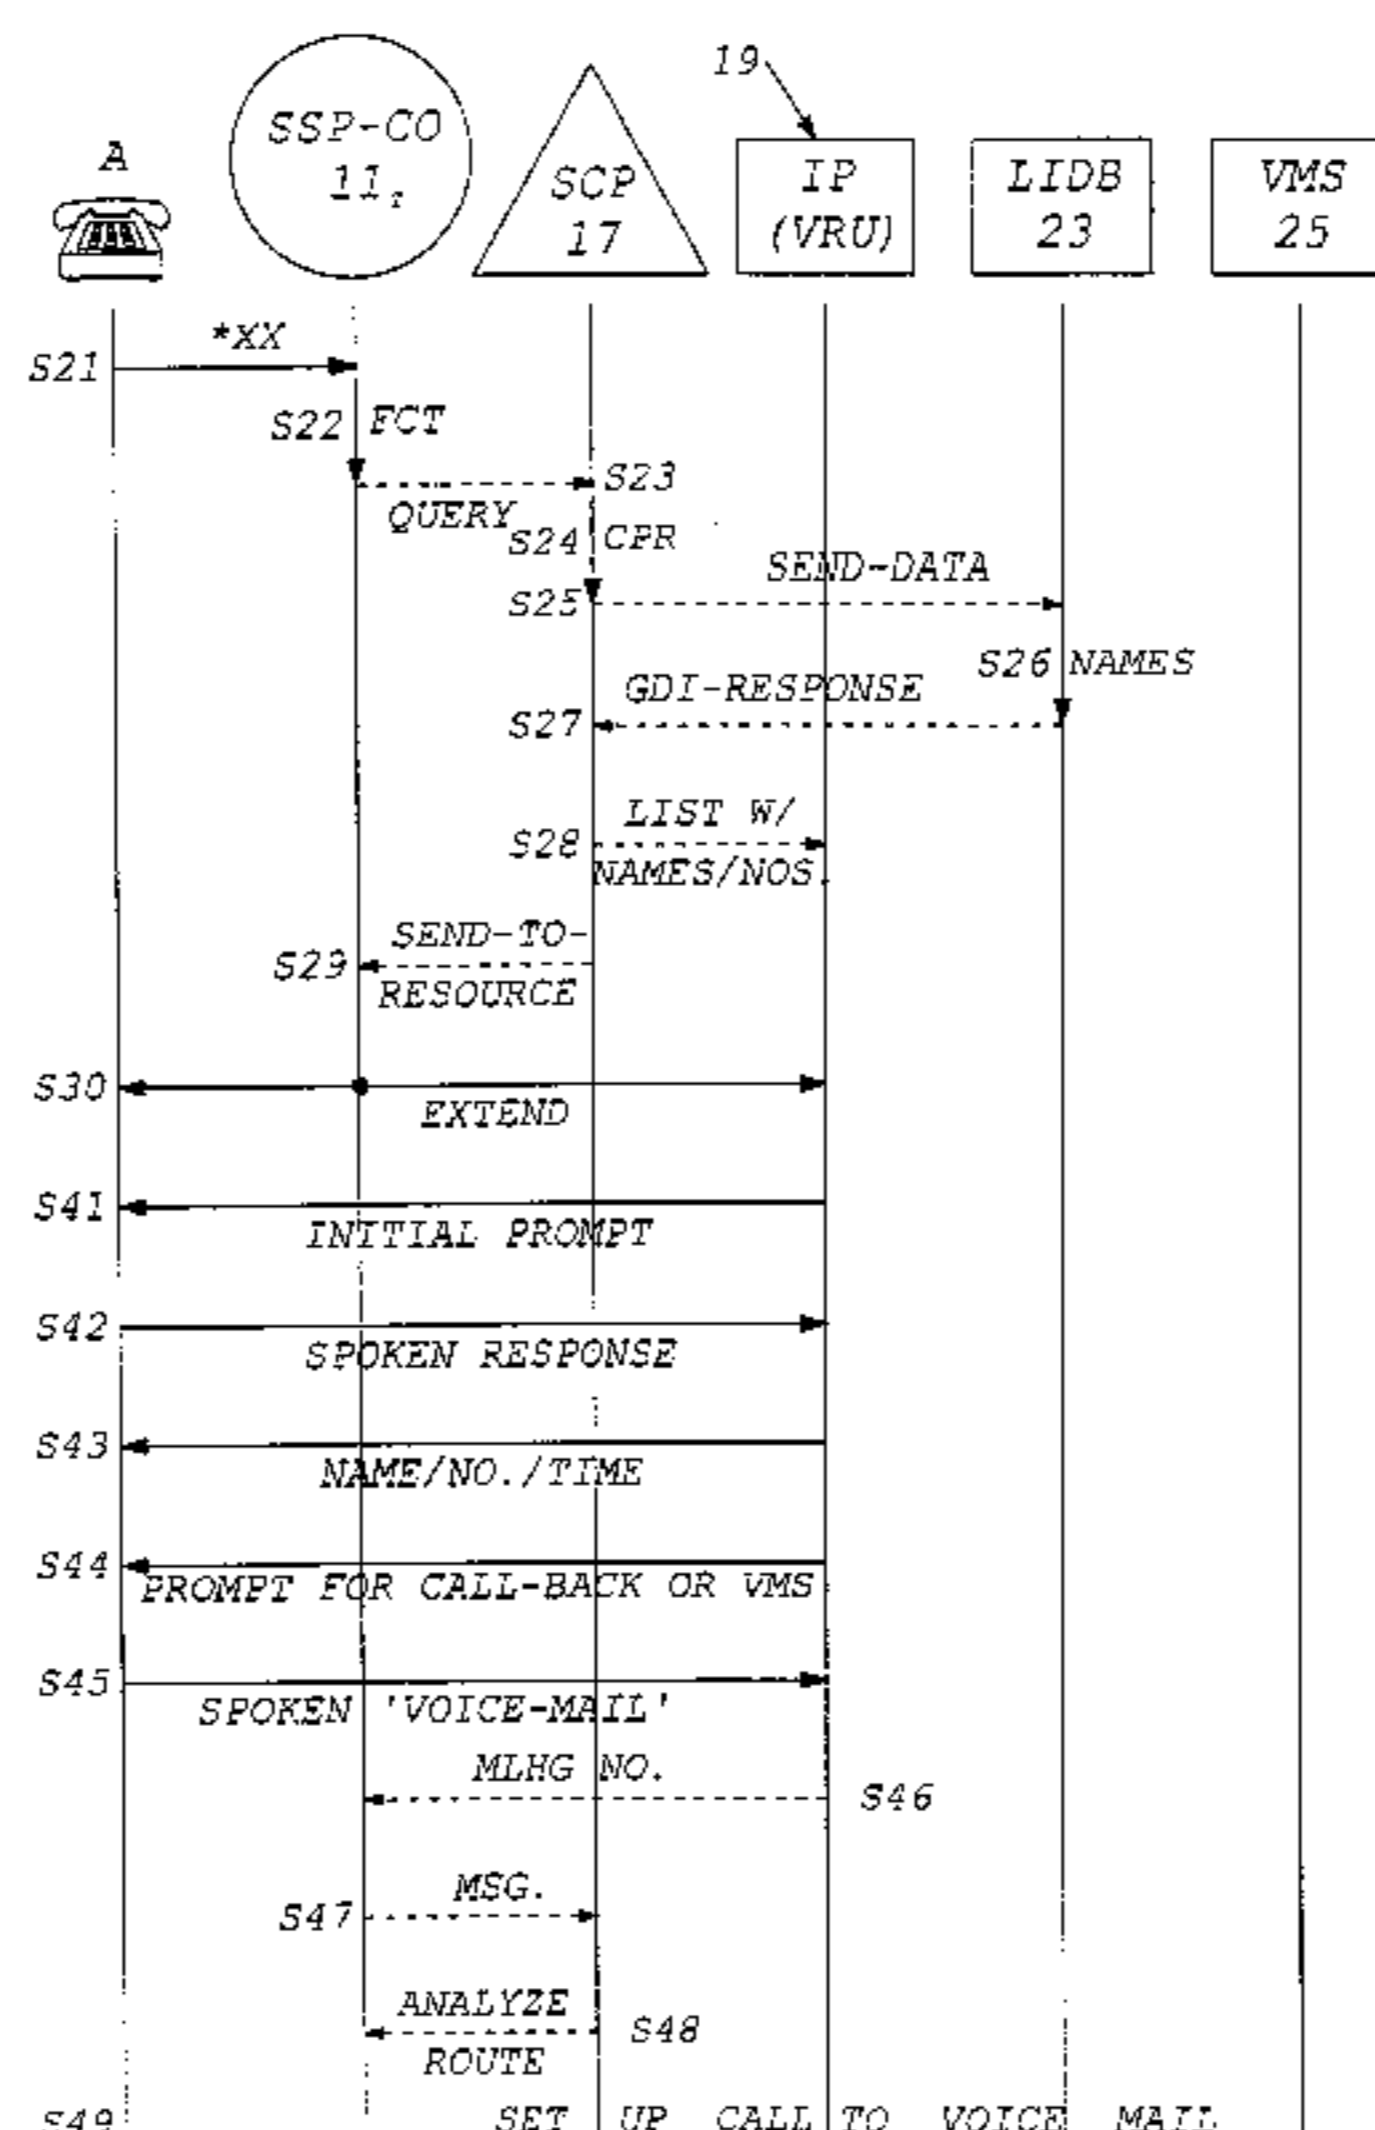 19
A
SSP-CO
11₁
SCP
17
IP
(VRU)
LIDB
23
VMS
25
*XX
S21
S22 FCT
S23
QUERY
S24 CPR
SEND-DATA
S25
S26 NAMES
GDI-RESPONSE
S27
LIST W/
S28
NAMES/NOS.
SEND-TO-
S29
RESOURCE
S30
EXTEND
S41
INITIAL PROMPT
S42
SPOKEN RESPONSE
S43
NAME/NO./TIME
S44
PROMPT FOR CALL-BACK OR VMS
S45
SPOKEN 'VOICE-MAIL'
MLHG NO.
S46
MSG.
S47
ANALYZE
S48
ROUTE
S49
SET UP CALL TO VOICE MAIL